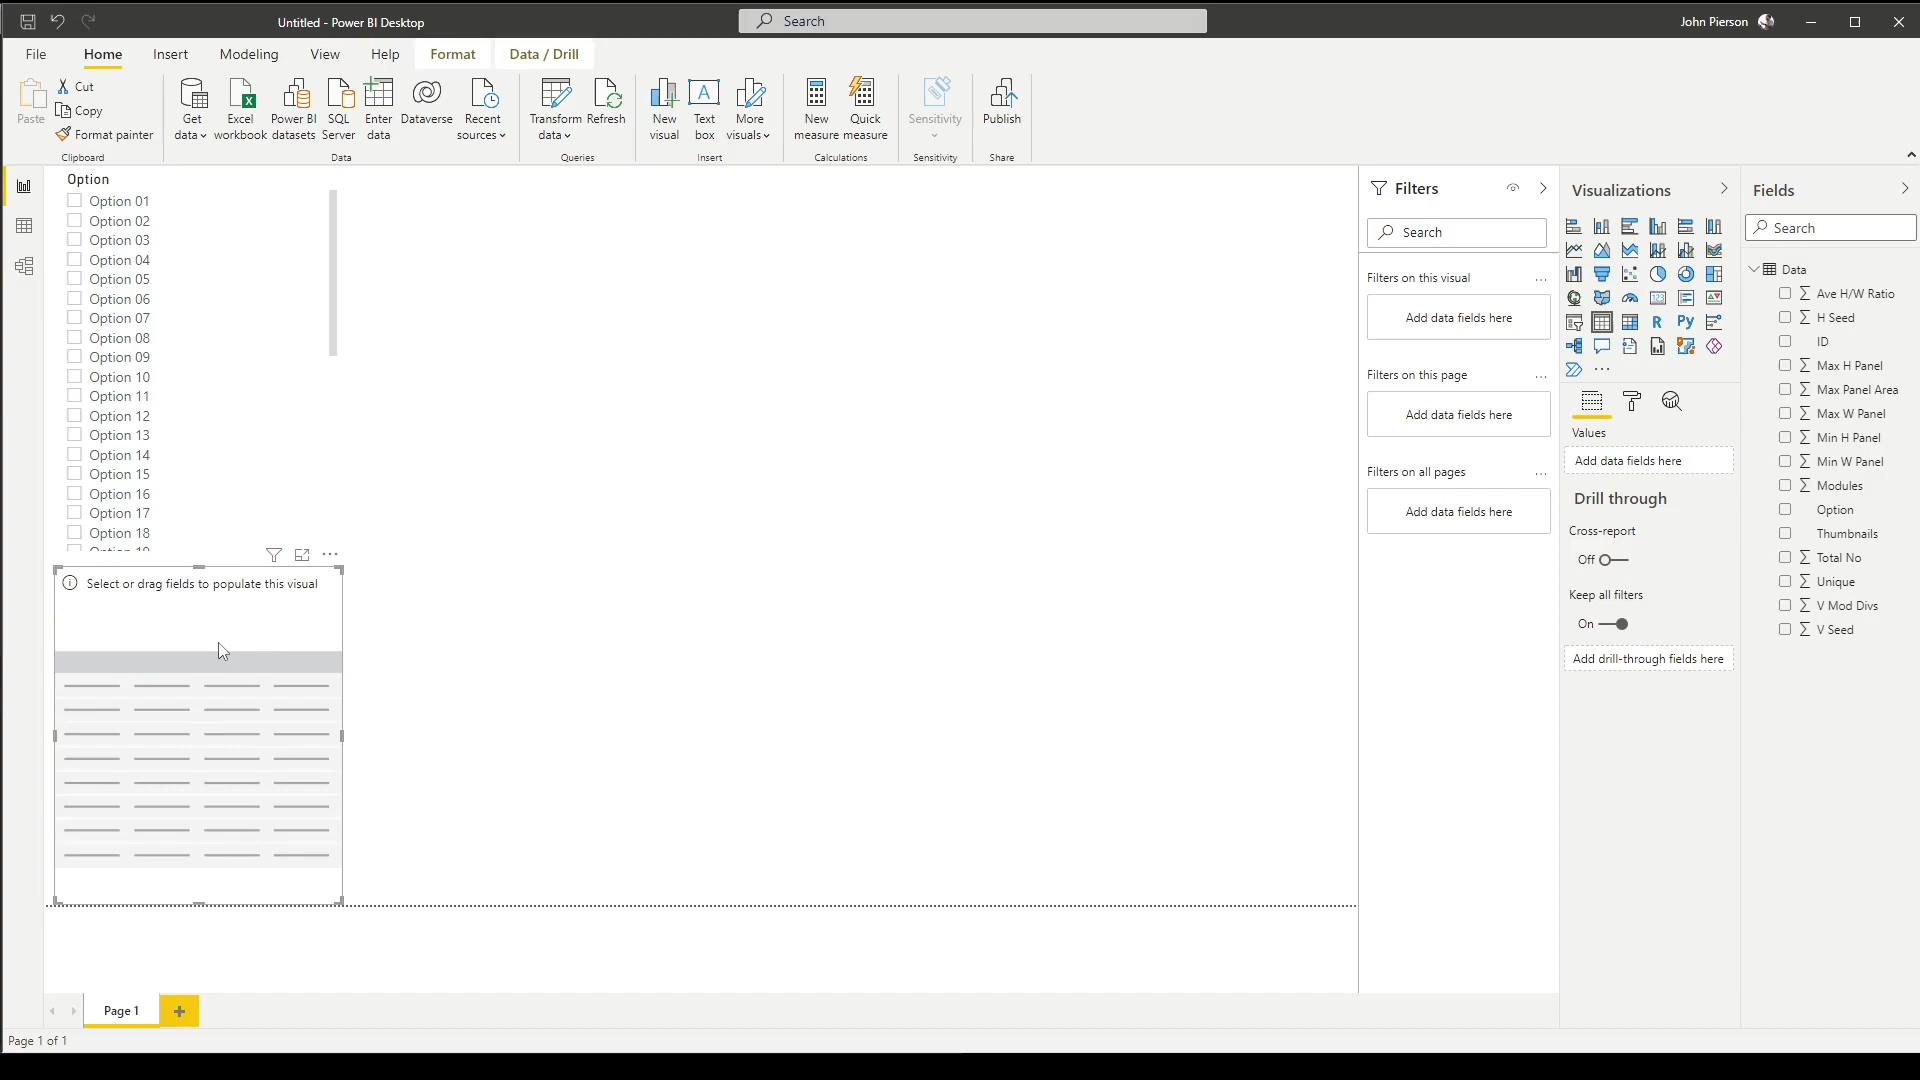 Untitled - Power BI Desktop
Search
John Pierson
File
Home
Insert
Modeling
View
Help
Format
Data / Drill
Paste
Cut
Copy
Format painter
Clipboard
Get data
Excel workbook
Power BI datasets
SQL Server
Enter data
Dataverse
Recent sources
Data
Transform data
Refresh
Queries
New visual
Text box
More visuals
Insert
New measure
Quick measure
Calculations
Sensitivity
Sensitivity
Publish
Share
Option
Option 01
Option 02
Option 03
Option 04
Option 05
Option 06
Option 07
Option 08
Option 09
Option 10
Option 11
Option 12
Option 13
Option 14
Option 15
Option 16
Option 17
Option 18
Option 19
Select or drag fields to populate this visual
Filters
Search
Filters on this visual
Add data fields here
Filters on this page
Add data fields here
Filters on all pages
Add data fields here
Visualizations
123
R
Py
Values
Add data fields here
Drill through
Cross-report
Off
Keep all filters
On
Add drill-through fields here
Fields
Search
Data
Ave H/W Ratio
H Seed
ID
Max H Panel
Max Panel Area
Max W Panel
Min H Panel
Min W Panel
Modules
Option
Thumbnails
Total No
Unique
V Mod Divs
V Seed
Page 1
Page 1 of 1